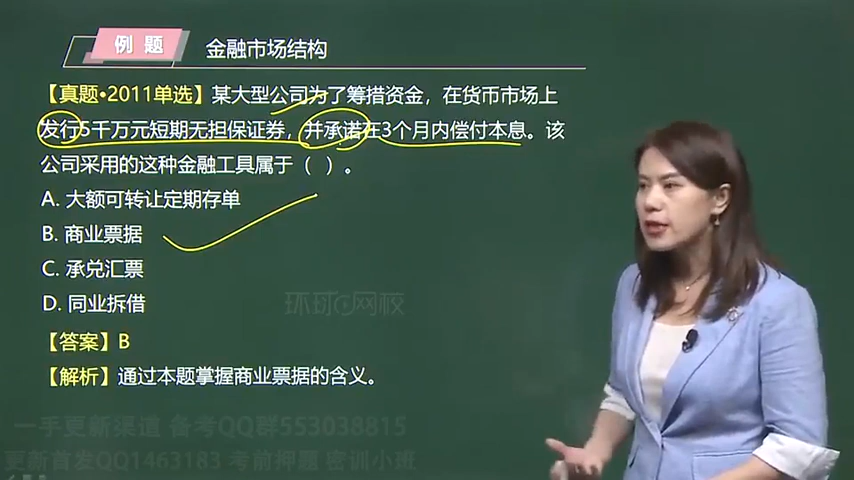 例 题
金融市场结构
【真题•2011单选】某大型公司为了筹措资金，在货币市场上
发行5千万元短期无担保证券，并承诺在3个月内偿付本息。该
公司采用的这种金融工具属于（ ）。
A. 大额可转让定期存单
B. 商业票据
C. 承兑汇票
D. 同业拆借
环球网校
【答案】B
【解析】通过本题掌握商业票据的含义。
一手更新渠道 备考QQ群553038815
更新首发QQ1463183 考前押题 密训小班